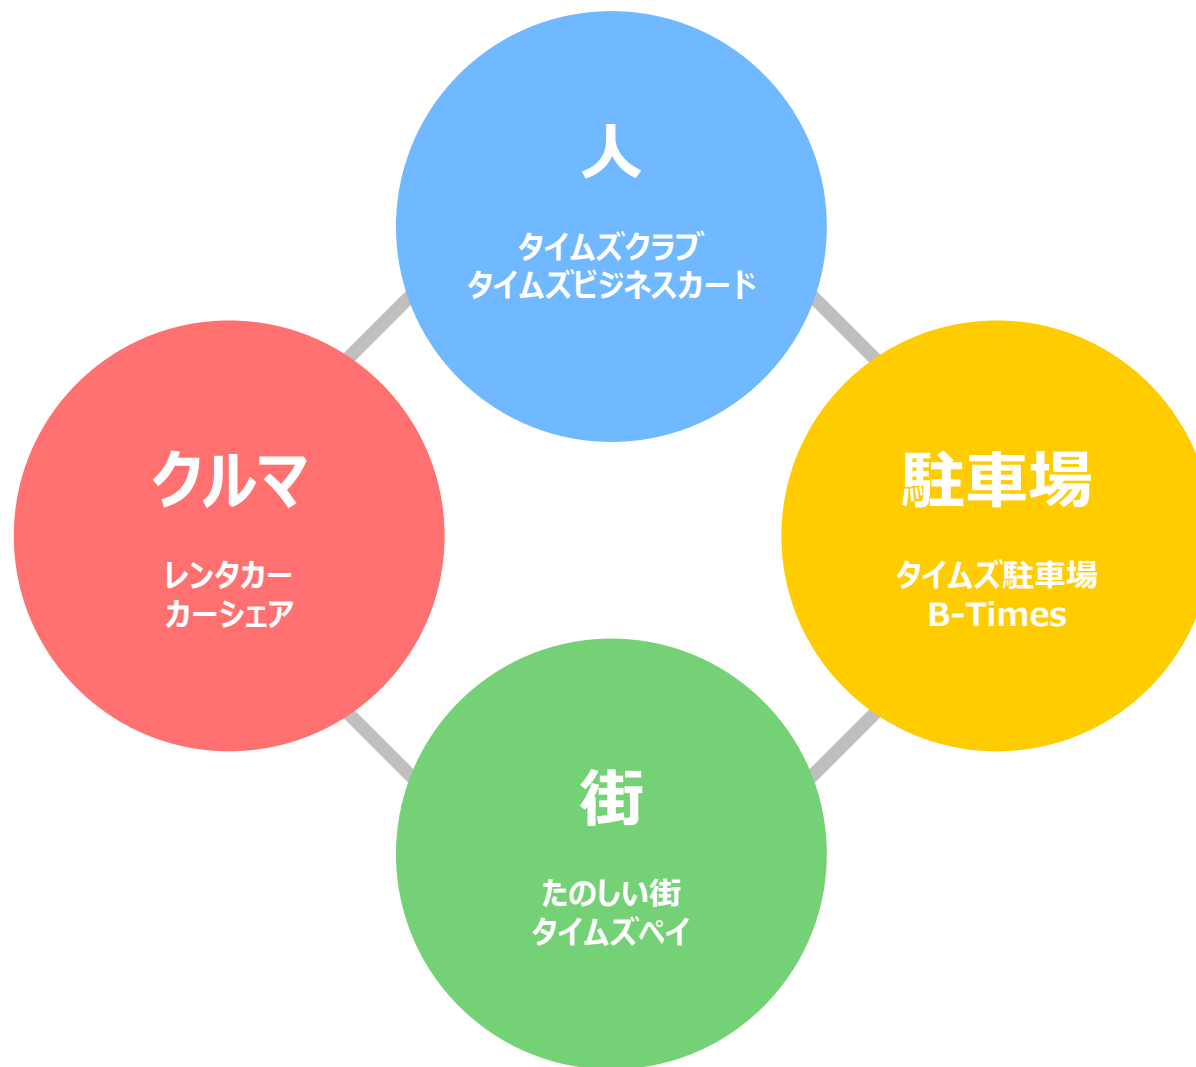 人
タイムズクラブ
タイムズビジネスカード
クルマ
レンタカー
カーシェア
駐車場
タイムズ駐車場
B-Times
街
たのしい街
タイムズペイ